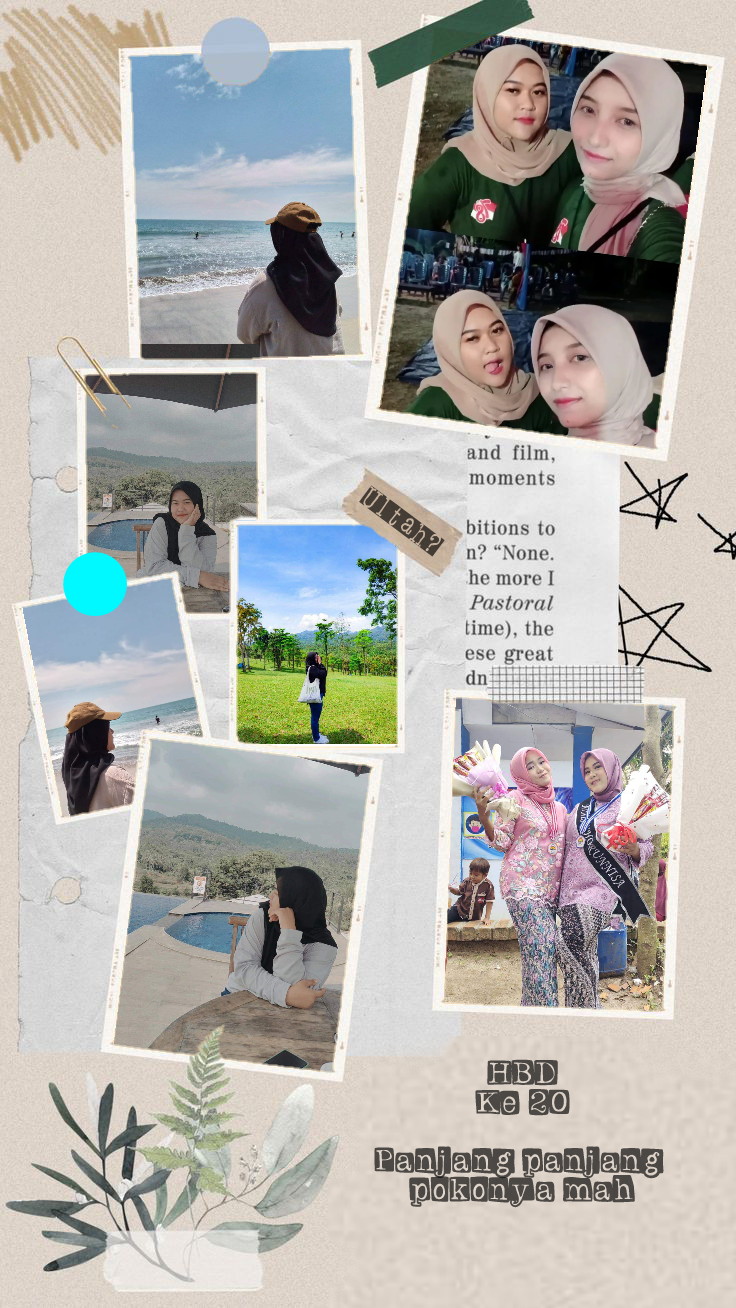 and film,
moments
Ultah?
bitions to
n? "None.
he more I
Pastoral
time), the
ese great
dn
HBD
Ke 20
Panjang panjang
pokonya mah